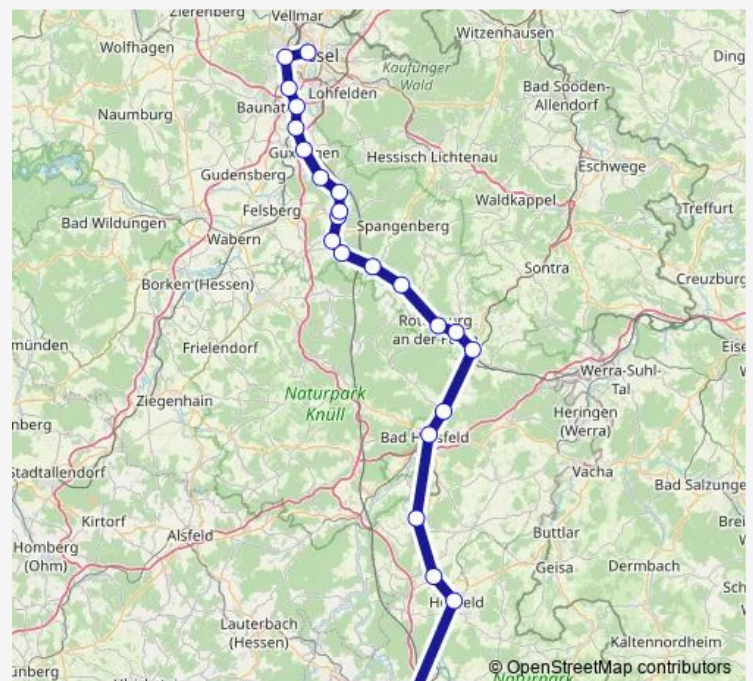 Zierenberg
Vellmar
Witzenhausen
Wolfhagen
Kaufunger
Wald
Ding
Bad Sooden-
Allendorf
Lohfelden
Naumburg
Baunat
Hessisch Lichtenau
Eschwege
Gudensberg
Waldkappel
Treffurt
Felsberg
Bad Wildungen
Spangenberg
Wabern
Sontra
Creuzburg
Borken (Hessen)
an der
Frielendorf
Werra-Suhl-
Tal
Ziegenhain
Naturpark
Knüll
Heringen
(Werra)
Bad H sfeld
Stadtallendorf
Vacha
Bad Salzunge
Kirtorf
Alsfeld
Buttlar
Homberg
(Ohm)
Geisa
Dermbach
Lauterbach
(Hessen)
Kaltennordheim
© OpenStreetMap contributors